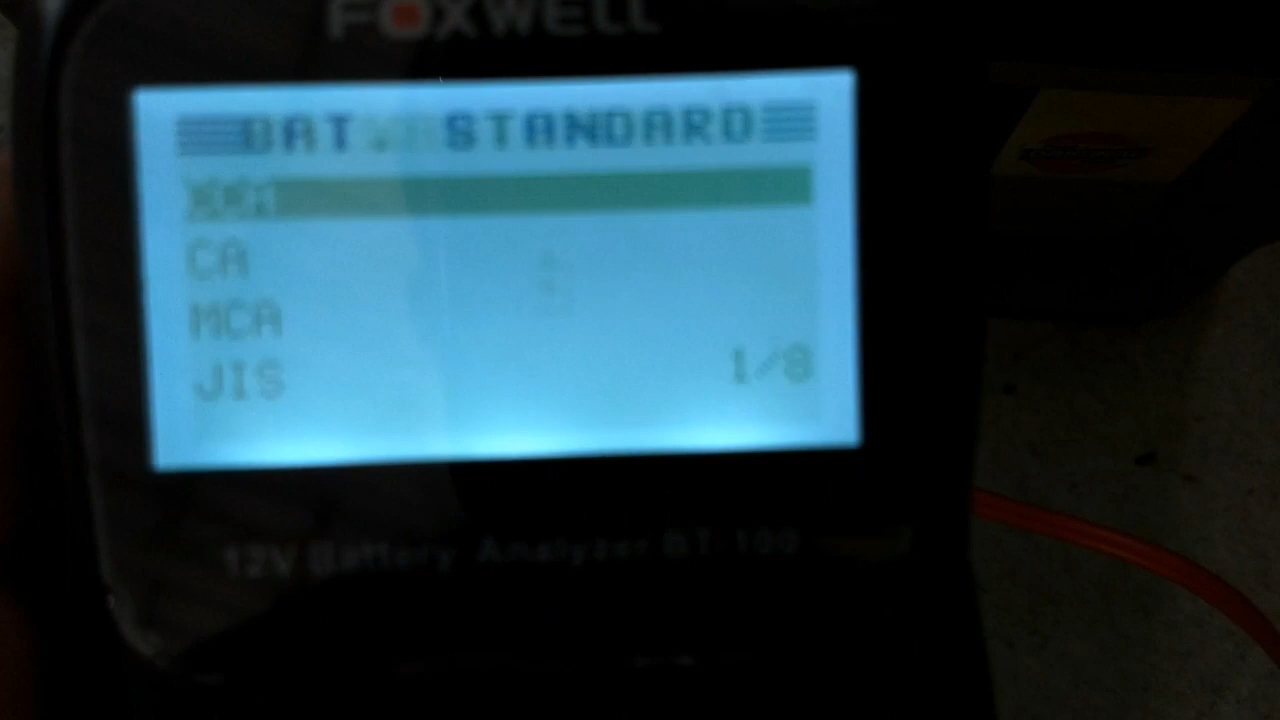 FOXWELL
BAT. STANDARD
CA
MCA
JIS
1/8
12V Battery Analyzer BT 100